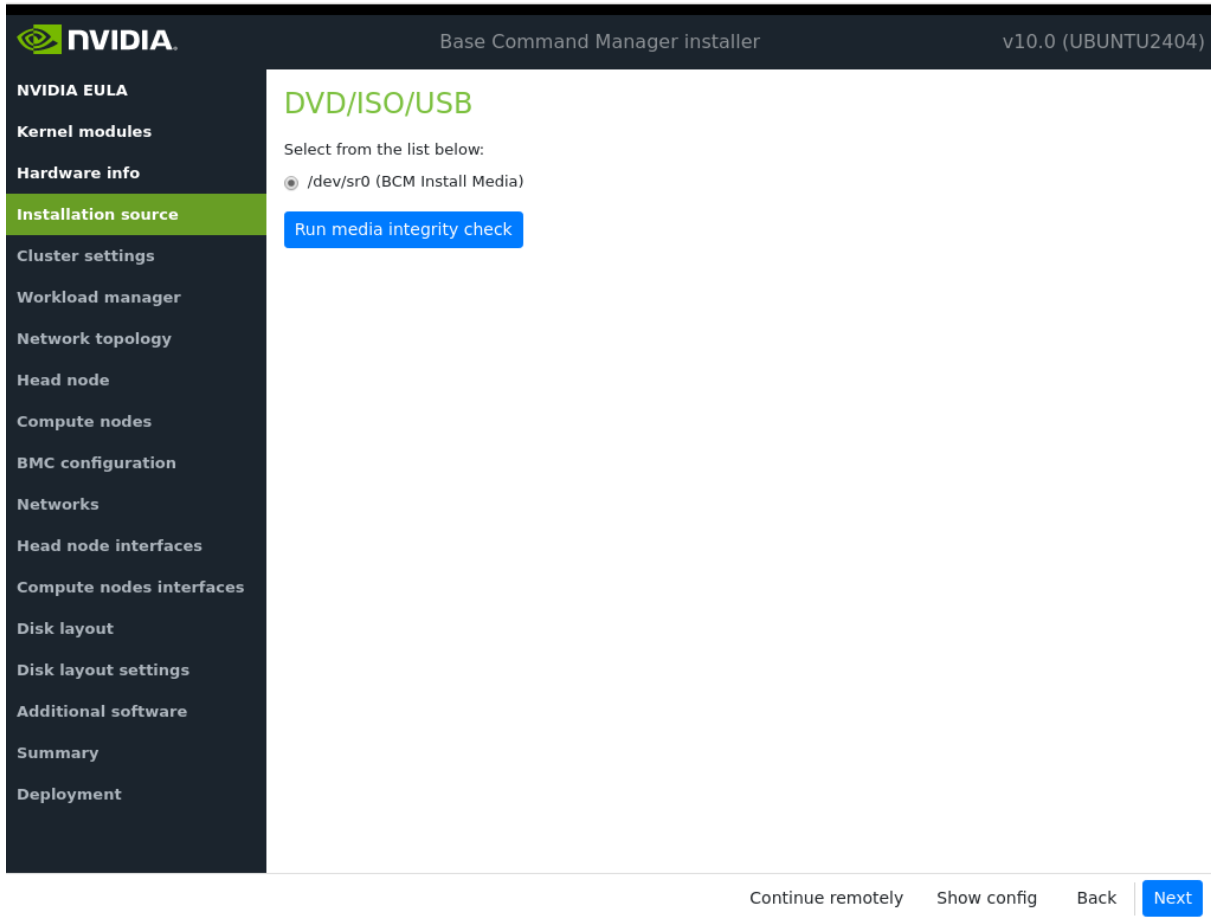 NVIDIA.
Base Command Manager installer
v10.0 (UBUNTU2404)
NVIDIA EULA
Kernel modules
Hardware info
Installation source
Cluster settings
Workload manager
Network topology
Head node
Compute nodes
BMC configuration
Networks
Head node interfaces
Compute nodes interfaces
Disk layout
Disk layout settings
Additional software
Summary
Deployment
DVD/ISO/USB
Select from the list below:
/dev/sr0 (BCM Install Media)
Run media integrity check
Continue remotely
Show config
Back
Next